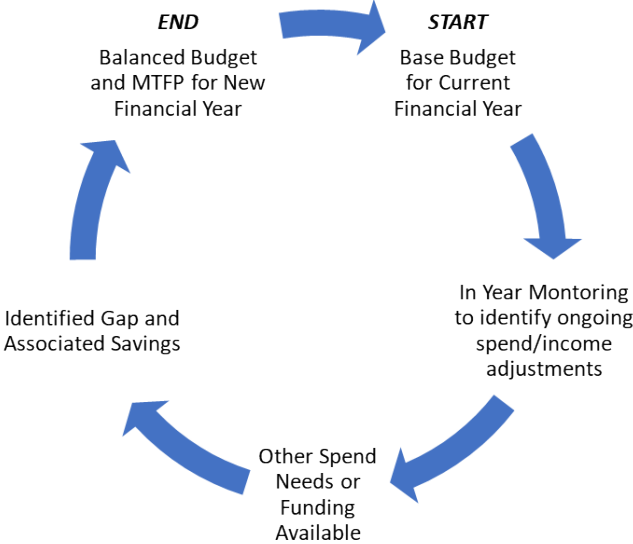 END
Balanced Budget
and MTFP for New
Financial Year
START
Base Budget
for Current
Financial Year
In Year Montoring
to identify ongoing
spend/income
adjustments
Other Spend
Needs or
Funding
Available
Identified Gap and
Associated Savings